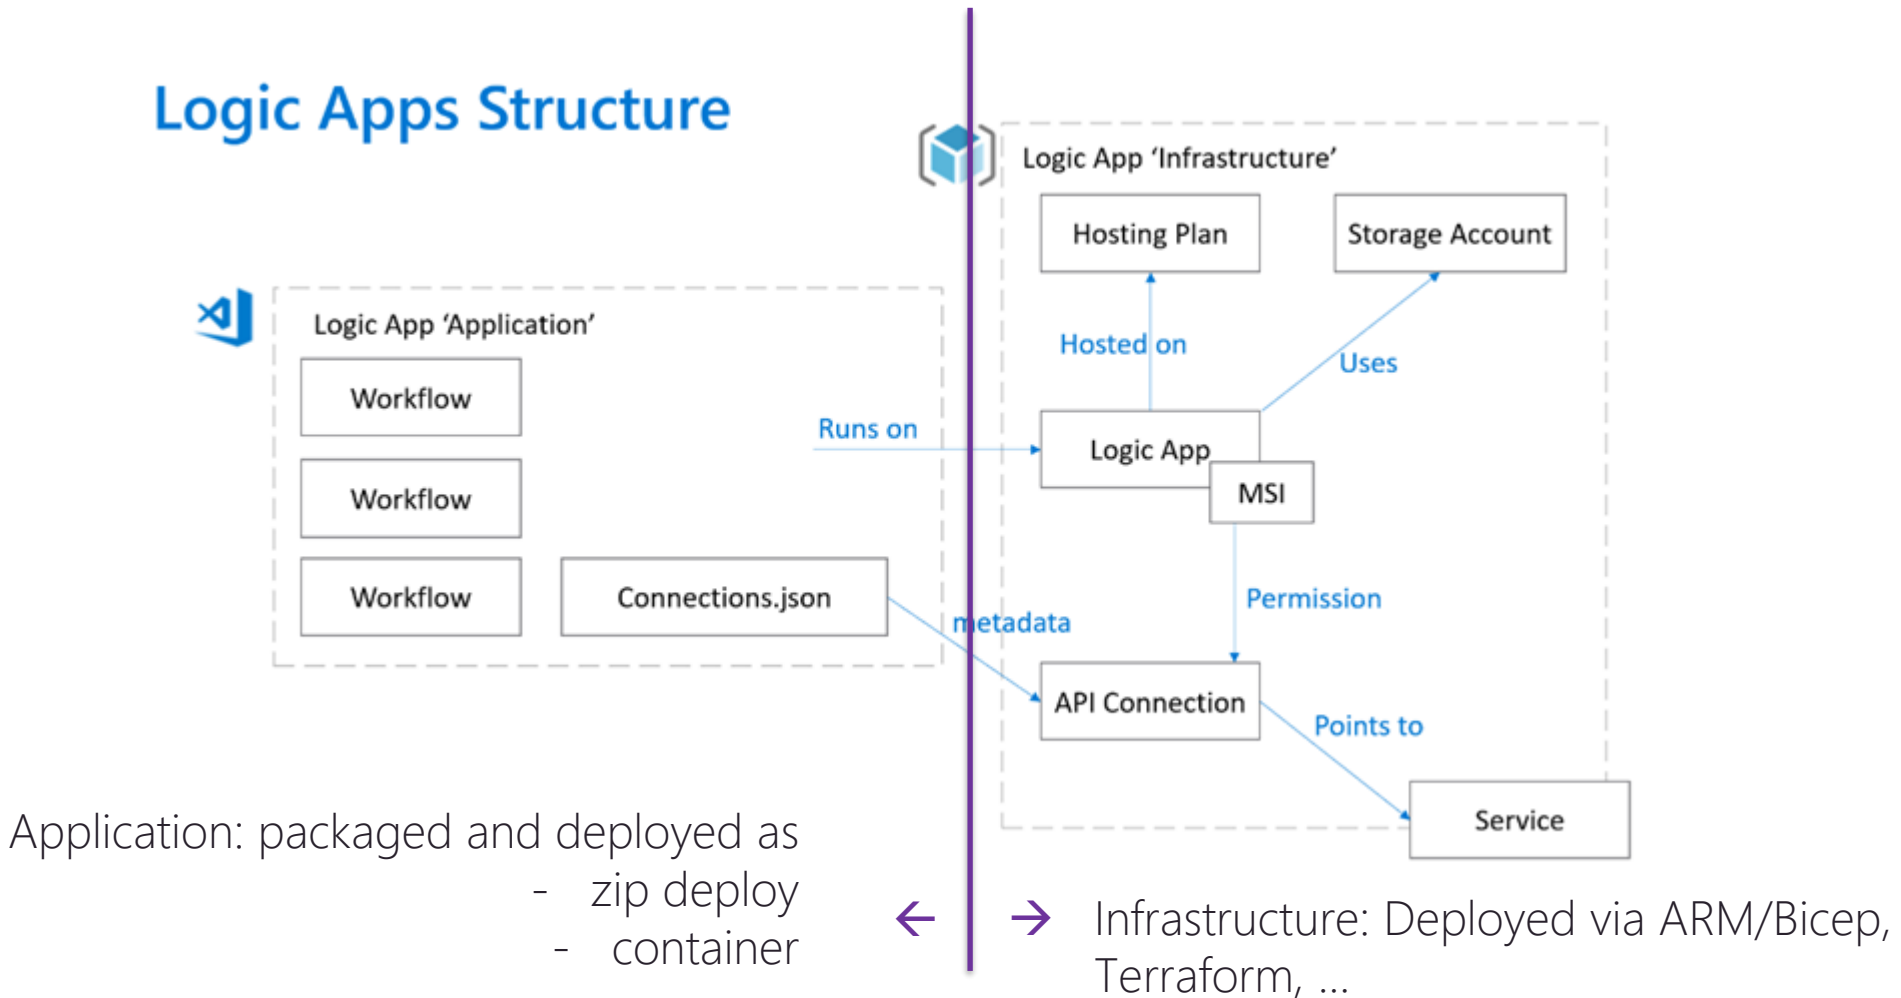 Logic Apps Structure
Logic App ‘Application’
Workflow
Workflow
Workflow
Connections.json
Runs on
metadata
Logic App ‘Infrastructure’
Hosting Plan
Storage Account
Hosted on
Uses
Logic App
MSI
Permission
API Connection
Points to
Service
Application: packaged and deployed as
- zip deploy
- container
← →
Infrastructure: Deployed via ARM/Bicep,
Terraform, ...